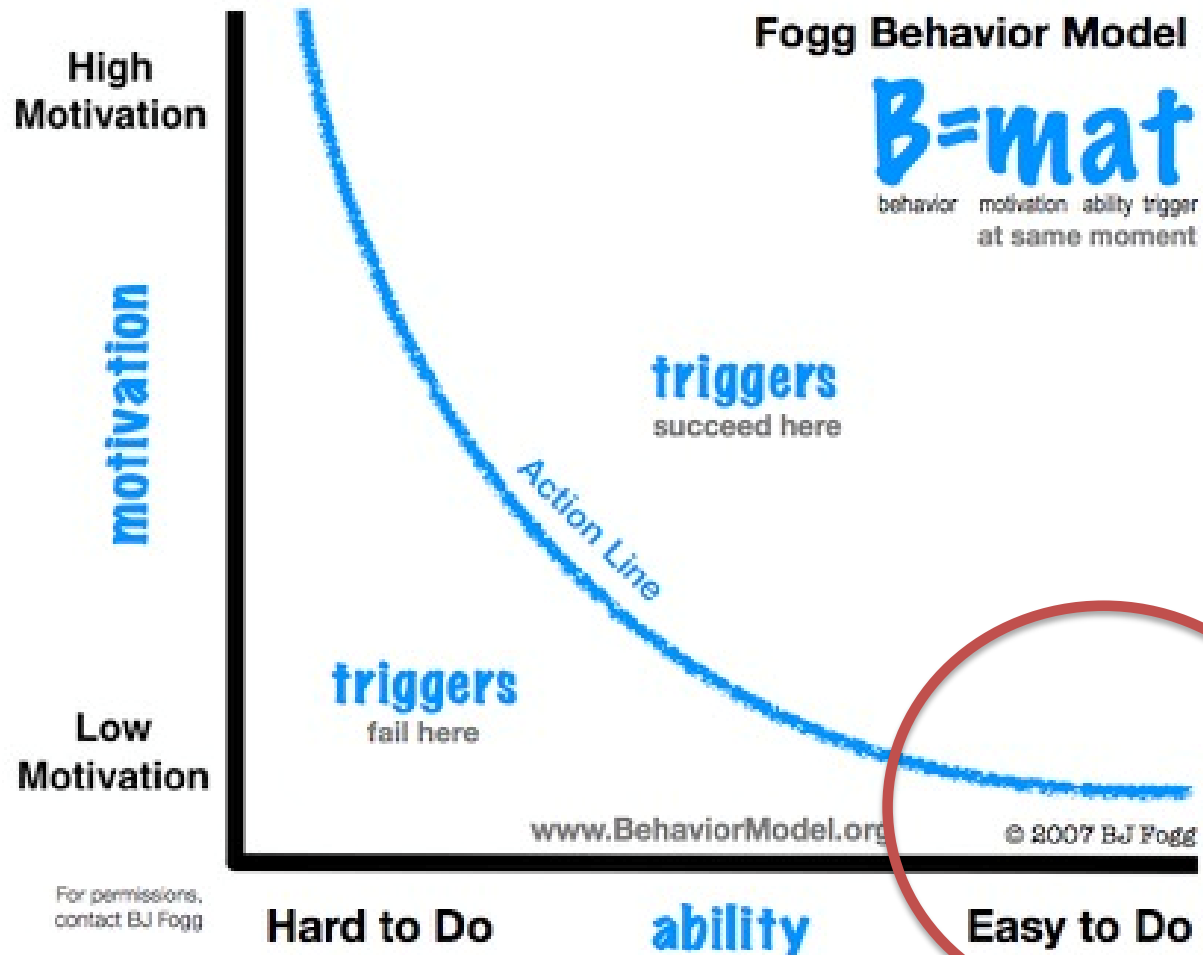 Fogg Behavior Model
B=mat
behavior motivation ability trigger
at same moment
High
Motivation
motivation
triggers
succeed here
Action Line
triggers
fail here
Low
Motivation
www.BehaviorModel.org
© 2007 BJ Fogg
For permissions,
contact BJ Fogg
Hard to Do
ability
Easy to Do